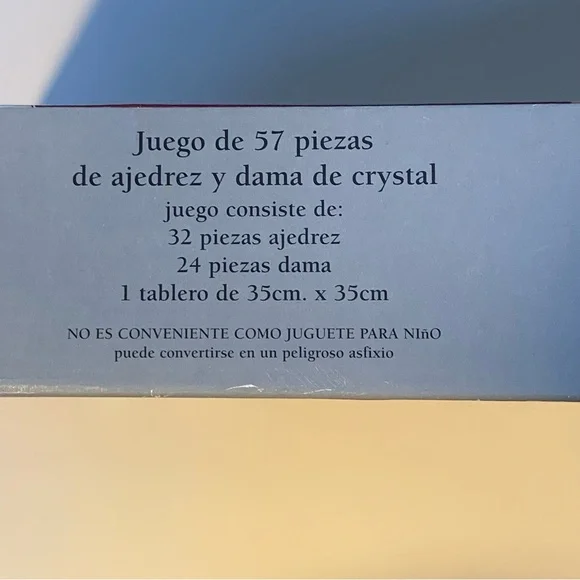 Juego de 57 piezas
de ajedrez y dama de crystal
juego consiste de:
32 piezas ajedrez
24 piezas dama
1 tablero de 35cm. x 35cm
NO ES CONVENIENTE COMO JUGUETE PARA NIñO
puede convertirse en un peligroso asfixio